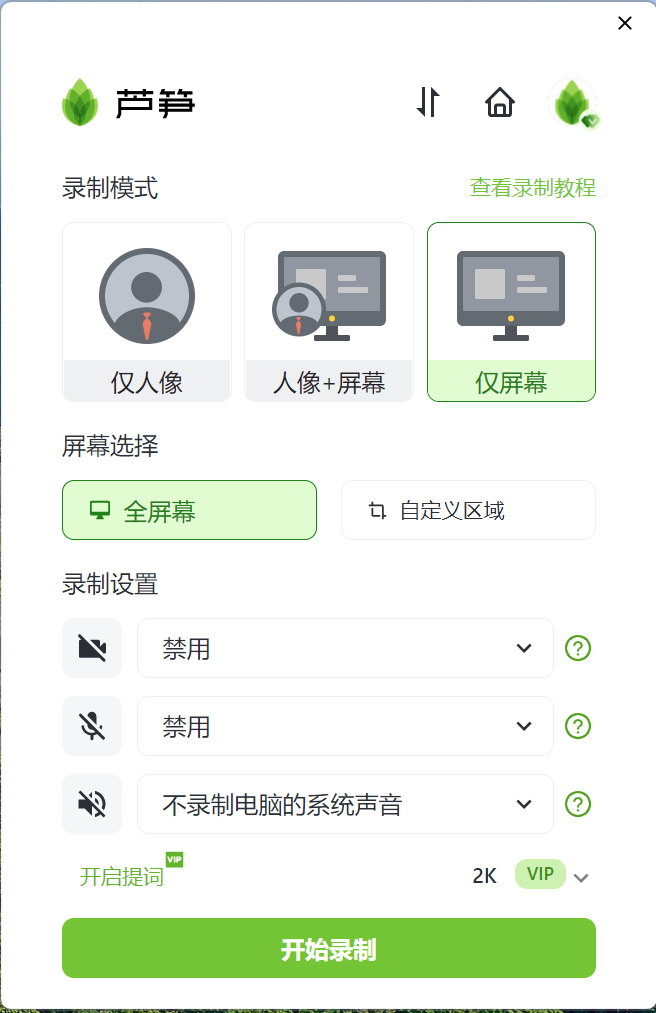 芦笋
录制模式 查看录制教程
仅人像 人像+屏幕 仅屏幕
屏幕选择
全屏幕 自定义区域
录制设置
禁用
禁用
不录制电脑的系统声音
开启提词 VIP 2K VIP
开始录制